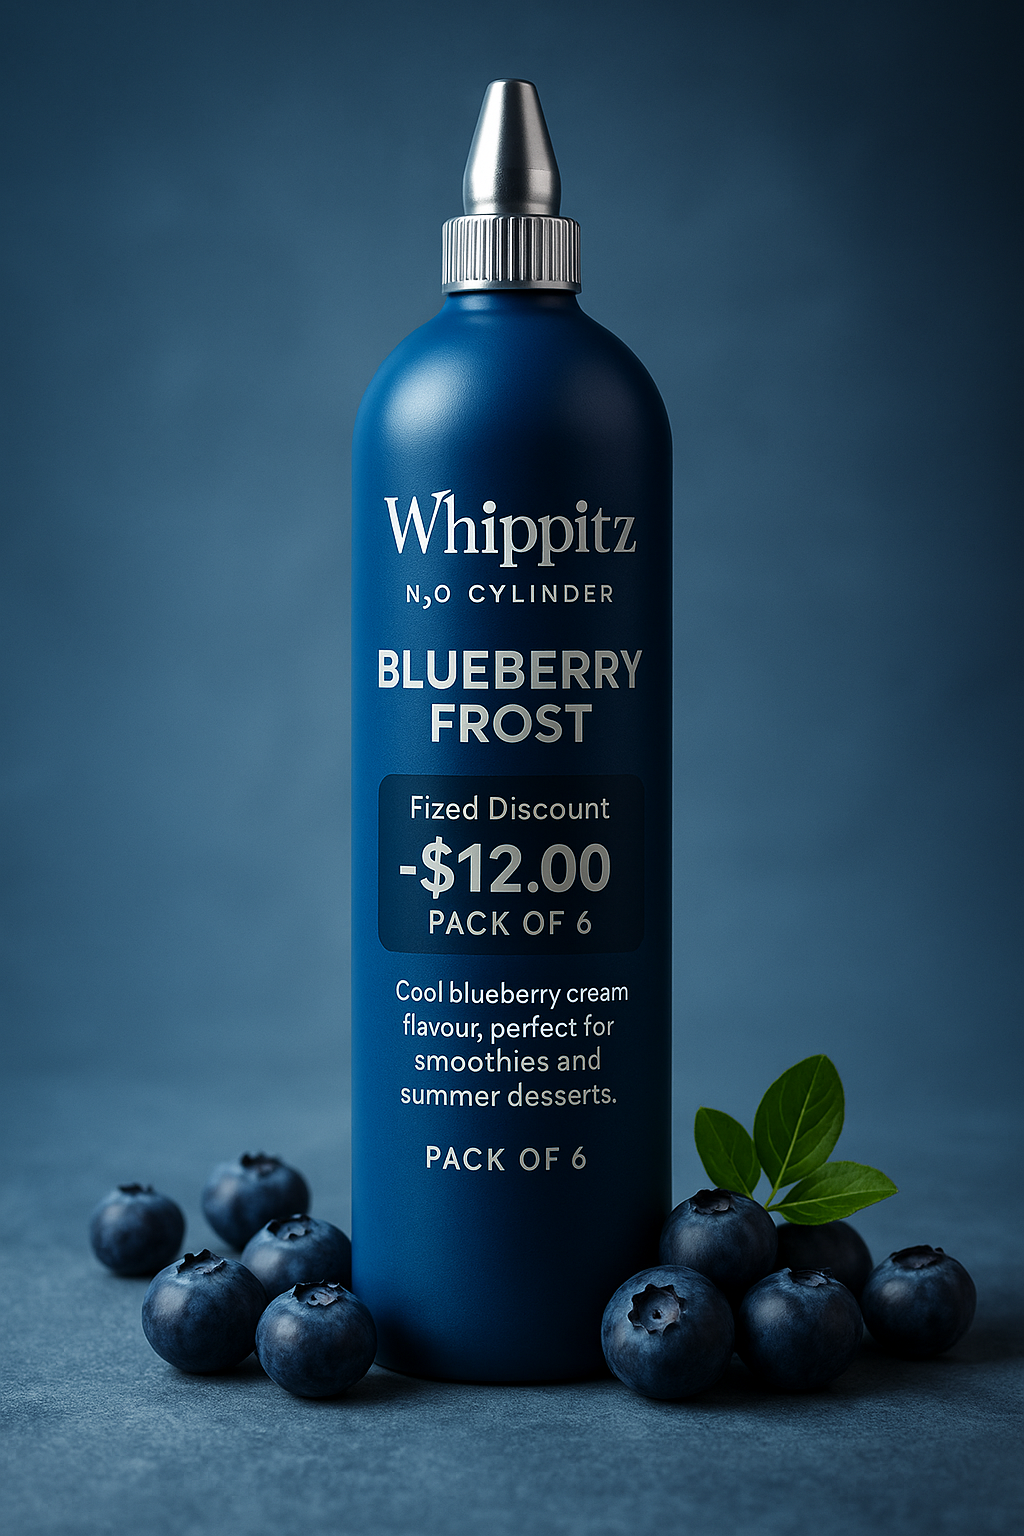 Whippitz
N₂O CYLINDER
BLUEBERRY
FROST
Fized Discount
-$12.00
PACK OF 6
Cool blueberry cream
flavour, perfect for
smoothies and
summer desserts.
PACK OF 6